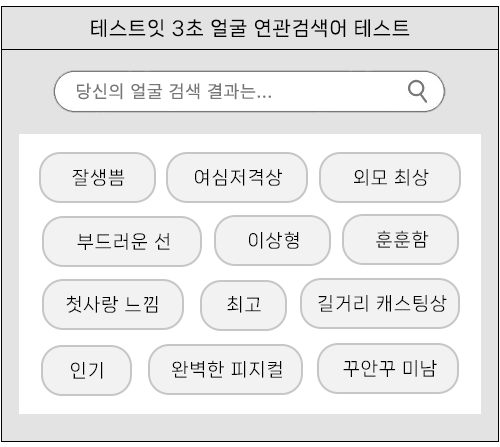 테스트잇 3초 얼굴 연관검색어 테스트
당신의 얼굴 검색 결과는...
잘생쁨 여심저격상 외모 최상
부드러운 선 이상형 훈훈함
첫사랑 느낌 최고 길거리 캐스팅상
인기 완벽한 피지컬 꾸안꾸 미남